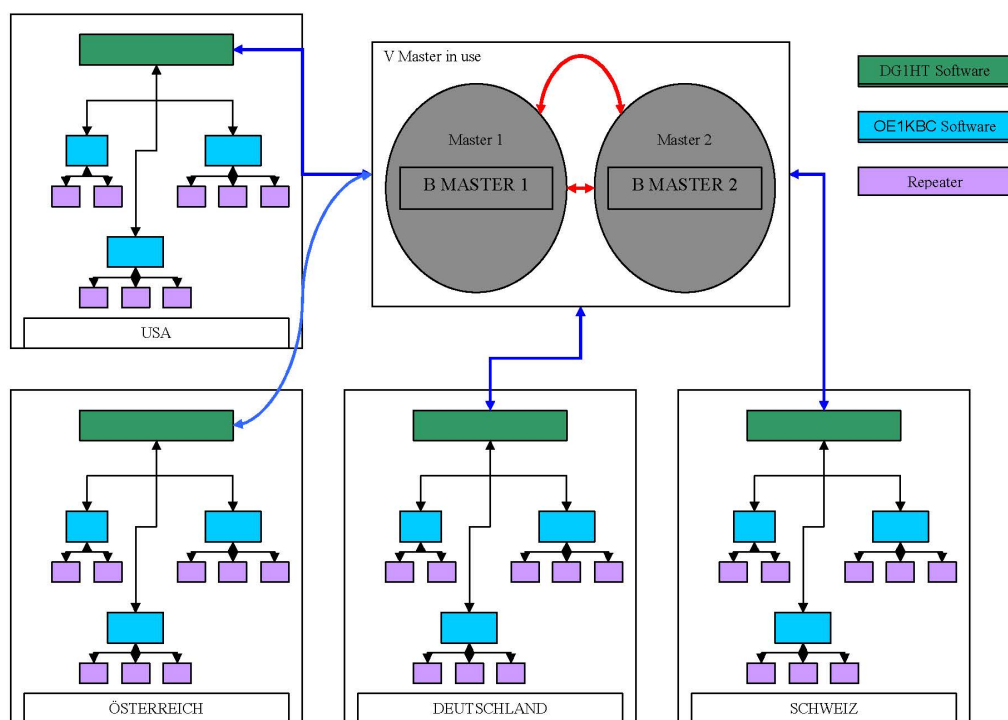 V Master in use
DG1HT Software
Master 1
Master 2
OE1KBC Software
B MASTER 1
B MASTER 2
Repeater
USA
ÖSTERREICH
DEUTSCHLAND
SCHWEIZ